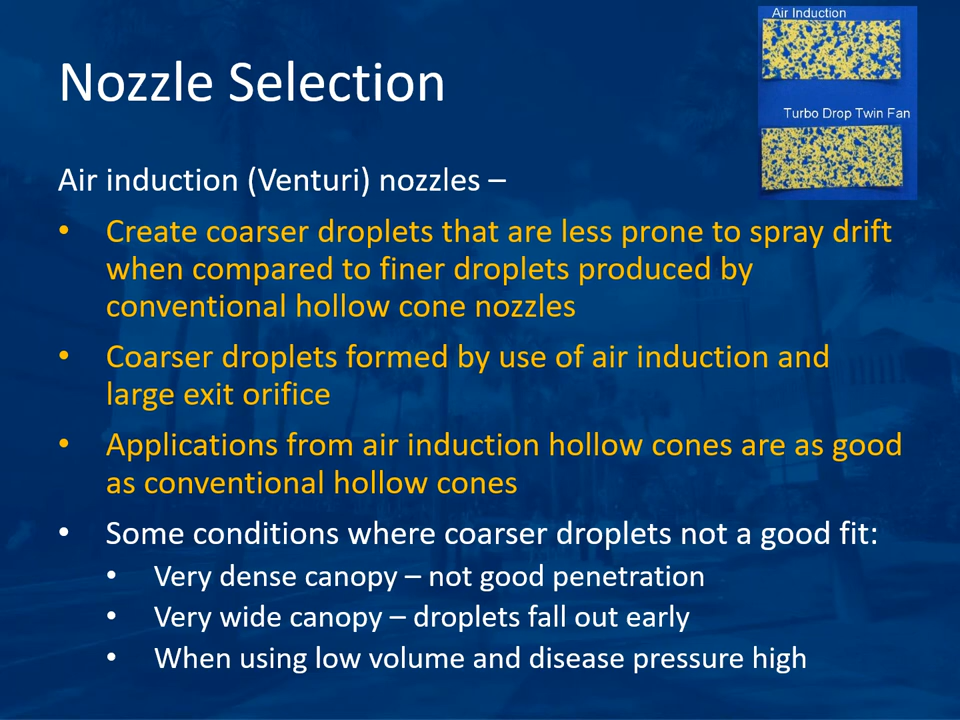 Air Induction
Nozzle Selection
Turbo Drop Twin Fan
Air induction (Venturi) nozzles –
• Create coarser droplets that are less prone to spray drift
when compared to finer droplets produced by
conventional hollow cone nozzles
• Coarser droplets formed by use of air induction and
large exit orifice
• Applications from air induction hollow cones are as good
as conventional hollow cones
• Some conditions where coarser droplets not a good fit:
• Very dense canopy – not good penetration
• Very wide canopy – droplets fall out early
• When using low volume and disease pressure high